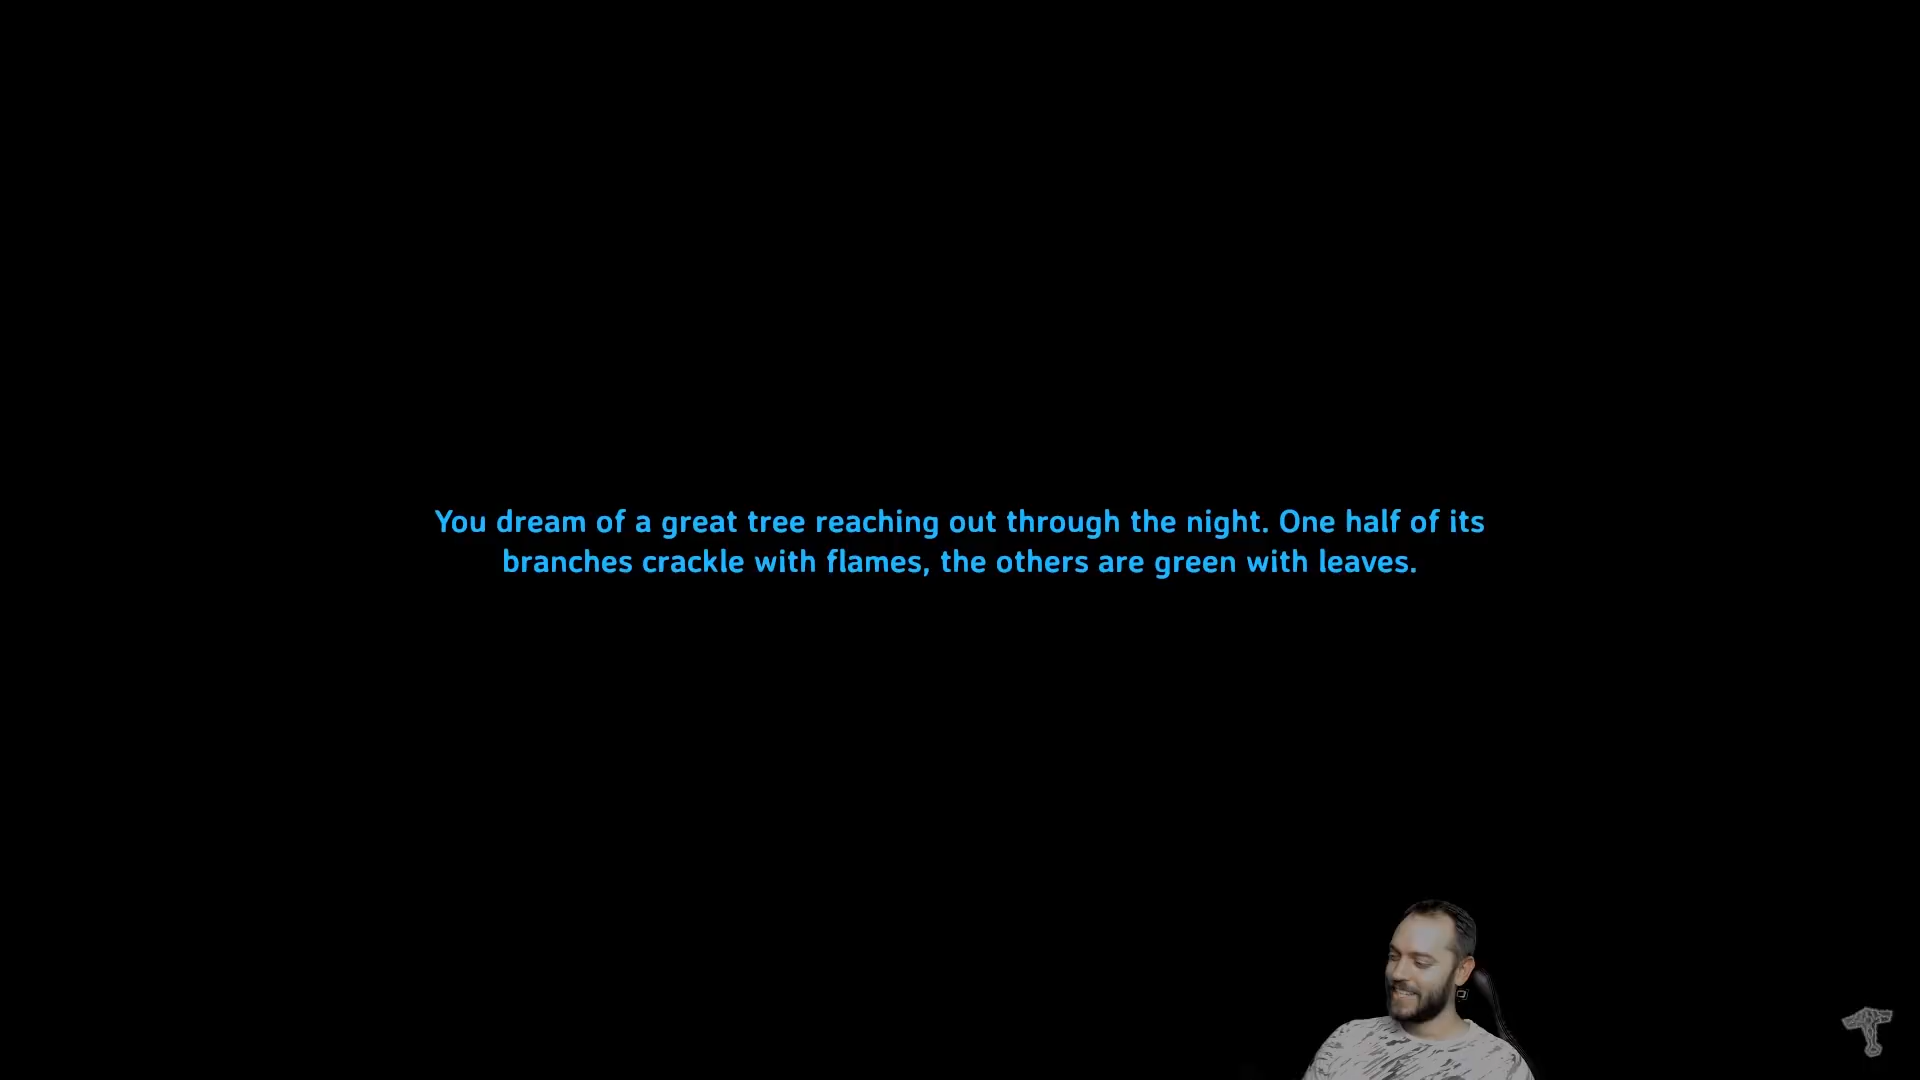 You dream of a great tree reaching out through the night. One half of its
branches crackle with flames, the others are green with leaves.